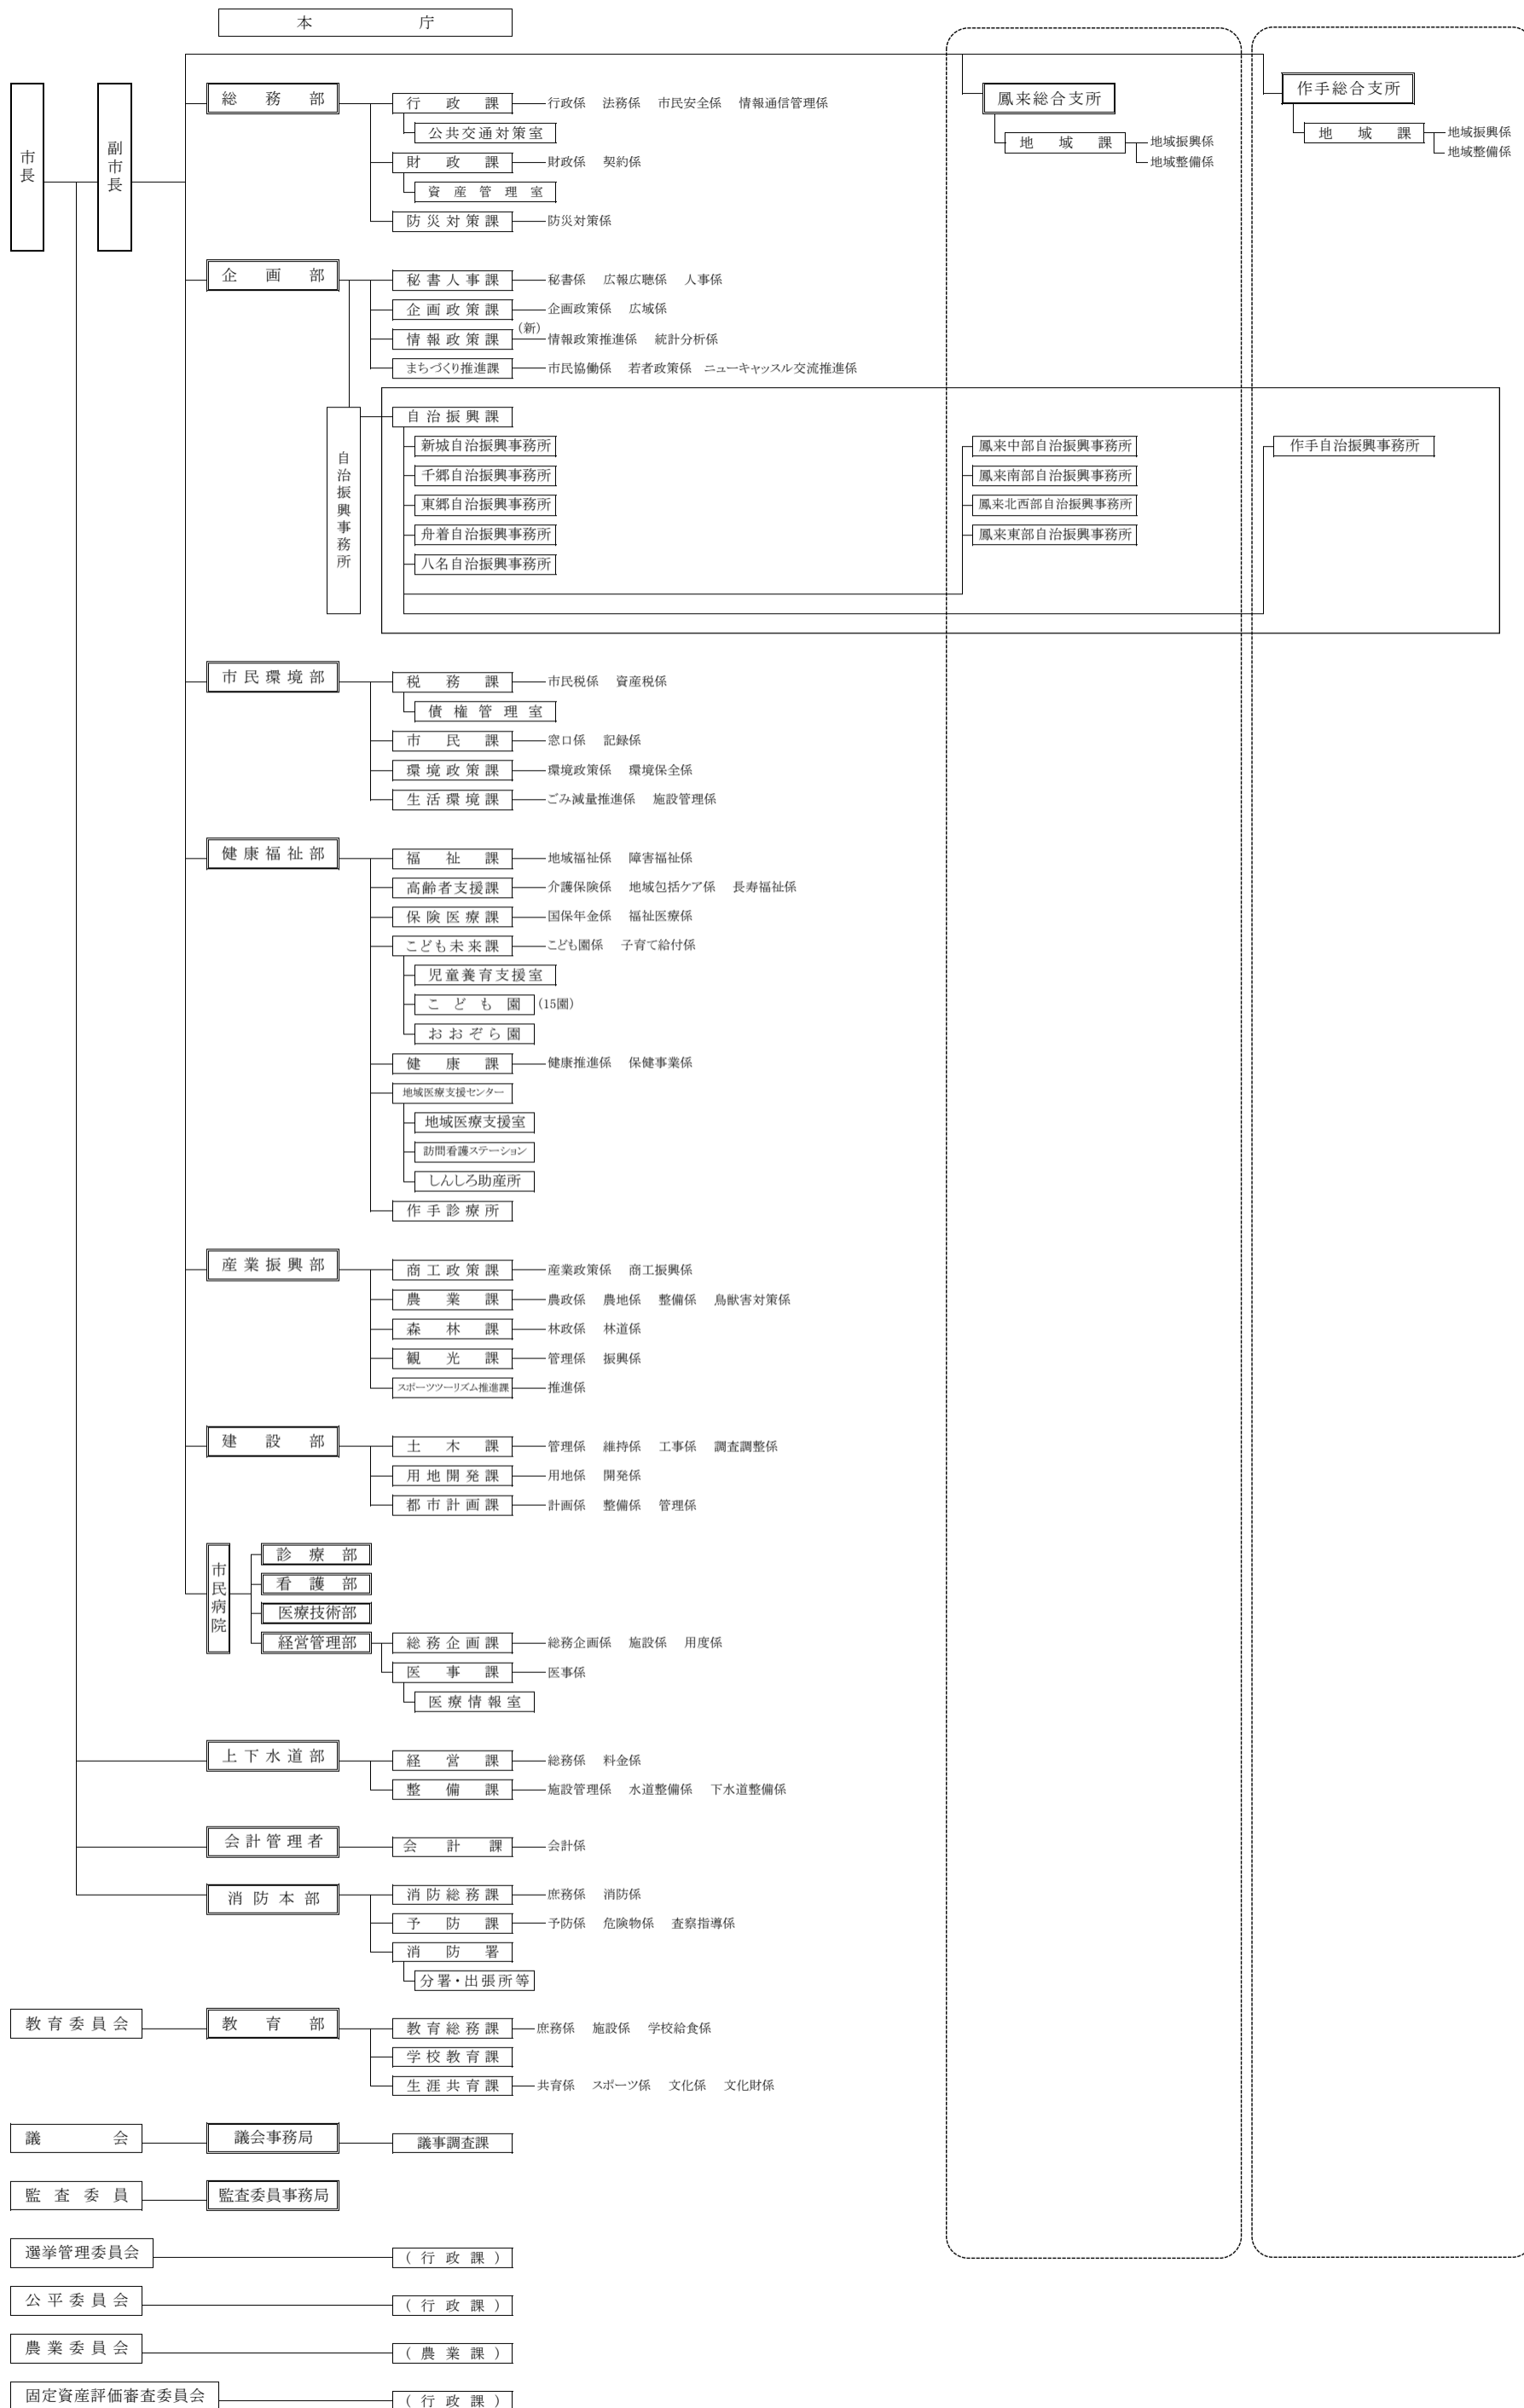 本庁
市長
副市長
総務部
行政課 行政係 法務係 市民安全係 情報通信管理係
公共交通対策室
財政課 財政係 契約係
資産管理室
防災対策課 防災対策係
鳳来総合支所
地域課 地域振興係
地域整備係
作手総合支所
地域課 地域振興係
地域整備係
企画部
秘書人事課 秘書係 広報広聴係 人事係
企画政策課 企画政策係 広域係
情報政策課 (新) 情報政策推進係 統計分析係
まちづくり推進課 市民協働係 若者政策係 ニューキャッスル交流推進係
自治振興事務所
自治振興課
新城自治振興事務所 鳳来中部自治振興事務所 作手自治振興事務所
千郷自治振興事務所 鳳来南部自治振興事務所
東郷自治振興事務所 鳳来北西部自治振興事務所
舟着自治振興事務所 鳳来東部自治振興事務所
八名自治振興事務所
市民環境部
税務課 市民税係 資産税係
債権管理室
市民課 窓口係 記録係
環境政策課 環境政策係 環境保全係
生活環境課 ごみ減量推進係 施設管理係
健康福祉部
福祉課 地域福祉係 障害福祉係
高齢者支援課 介護保険係 地域包括ケア係 長寿福祉係
保険医療課 国保年金係 福祉医療係
こども未来課 こども園係 子育て給付係
児童養育支援室
こども園 (15園)
おおぞら園
健康課 健康推進係 保健事業係
地域医療支援センター
地域医療支援室
訪問看護ステーション
しんしろ助産所
作手診療所
産業振興部
商工政策課 産業政策係 商工振興係
農業課 農政係 農地係 整備係 鳥獣害対策係
森林課 林政係 林道係
観光課 管理係 振興係
スポーツツーリズム推進課 推進係
建設部
土木課 管理係 維持係 工事係 調査調整係
用地開発課 用地係 開発係
都市計画課 計画係 整備係 管理係
市民病院
診療部
看護部
医療技術部
経営管理部 総務企画課 総務企画係 施設係 用度係
医事課 医事係
医療情報室
上下水道部
経営課 総務係 料金係
整備課 施設管理係 水道整備係 下水道整備係
会計管理者 会計課 会計係
消防本部 消防総務課 庶務係 消防係
予防課 予防係 危険物係 査察指導係
消防署
分署・出張所等
教育委員会 教育部 教育総務課 庶務係 施設係 学校給食係
学校教育課
生涯共育課 共育係 スポーツ係 文化係 文化財係
議会 議会事務局 議事調査課
監査委員 監査委員事務局
選挙管理委員会 (行政課)
公平委員会 (行政課)
農業委員会 (農業課)
固定資産評価審査委員会 (行政課)